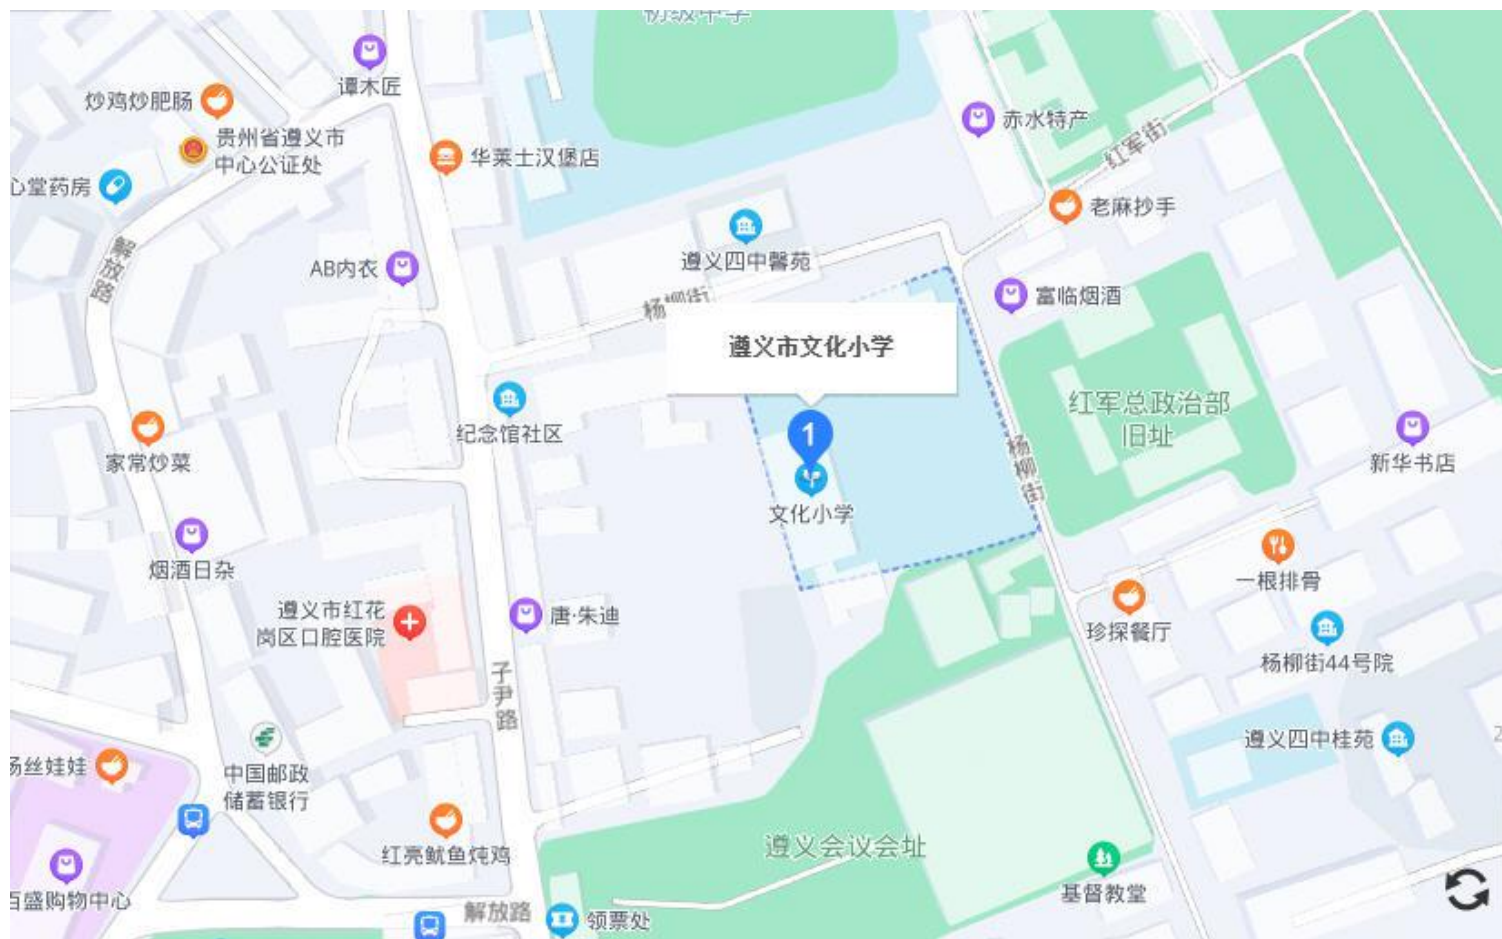 初级中学
谭木匠
炒鸡炒肥肠
贵州省遵义市
中心公证处
华莱士汉堡店
赤水特产
红军街
心堂药房
老麻抄手
解放路
AB内衣
遵义四中馨苑
杨柳街
富临烟酒
遵义市文化小学
1
纪念馆社区
红军总政治部
旧址
杨柳街
新华书店
家常炒菜
文化小学
烟酒日杂
一根排骨
遵义市红花
岗区口腔医院
唐·朱迪
珍探餐厅
杨柳街44号院
子尹路
遵义四中桂苑
汤丝娃娃
中国邮政
储蓄银行
红亮鱿鱼炖鸡
遵义会议会址
百盛购物中心
基督教堂
解放路
领票处